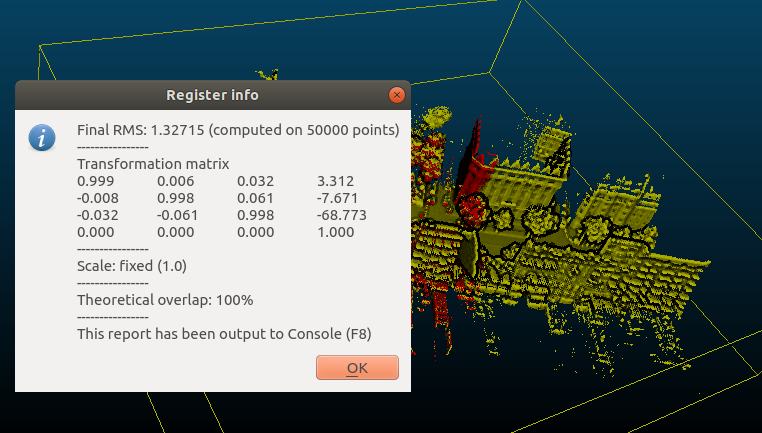 Register info
Final RMS: 1.32715 (computed on 50000 points)
----------------
Transformation matrix
0.999 0.006 0.032 3.312
-0.008 0.998 0.061 -7.671
-0.032 -0.061 0.998 -68.773
0.000 0.000 0.000 1.000
----------------
Scale: fixed (1.0)
----------------
Theoretical overlap: 100%
----------------
This report has been output to Console (F8)
OK